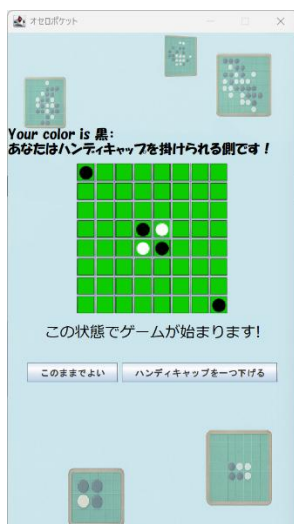 オセロポケット
Your color is 黒:
あなたはハンディキャップを掛けられる側です！
この状態でゲームが始まります!
このままでよい
ハンディキャップを一つ下げる